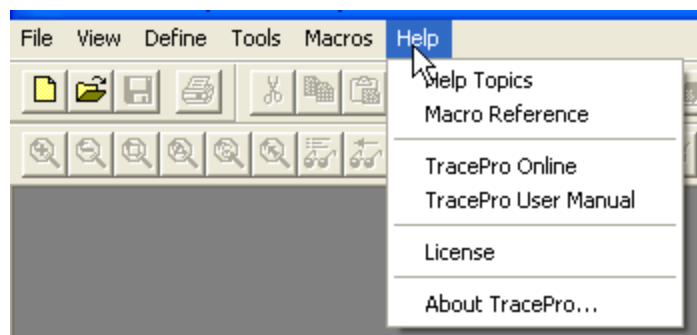 File View Define Tools Macros Help
Help Topics
Macro Reference
TracePro Online
TracePro User Manual
License
About TracePro...